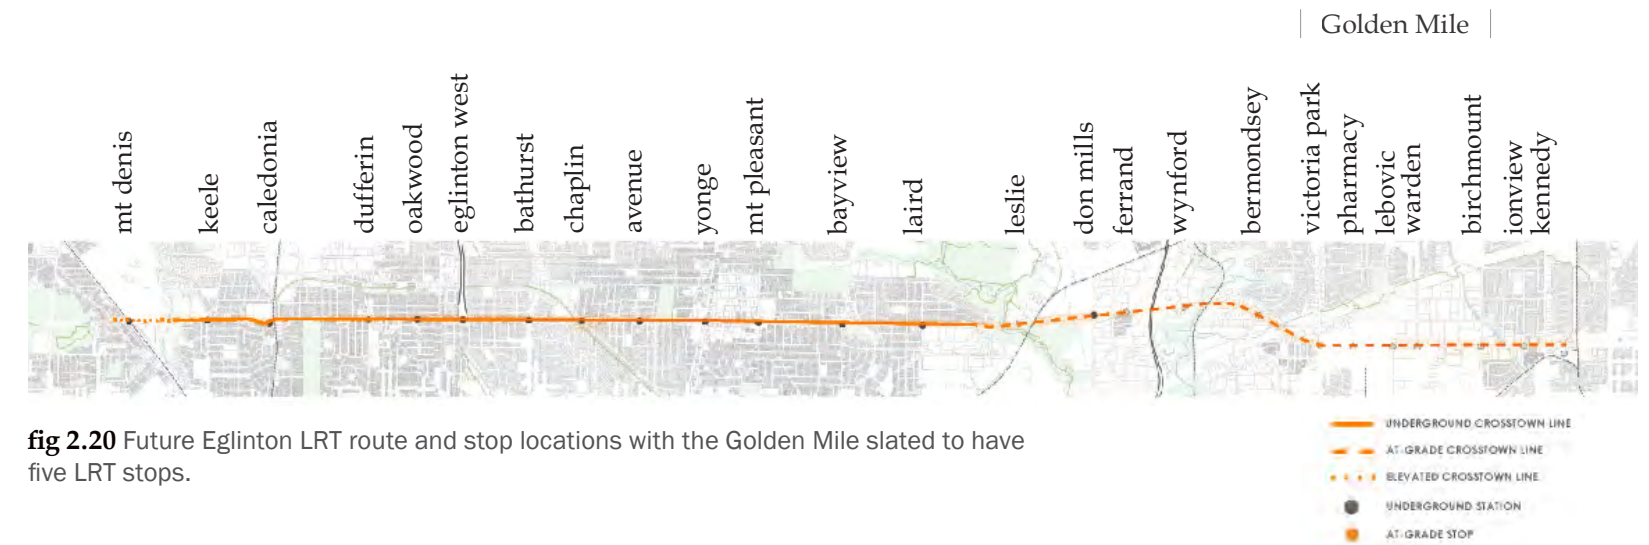 Golden Mile
mt denis
keele
caledonia
dufferin
oakwood
eglinton west
bathurst
chaplin
avenue
yonge
mt pleasant
bayview
laird
leslie
don mills
ferrand
wynford
bermondsey
victoria park
pharmacy
lebovic
warden
birchmount
ionview
kennedy
fig 2.20 Future Eglinton LRT route and stop locations with the Golden Mile slated to have
five LRT stops.
UNDERGROUND CROSSTOWN LINE
AT-GRADE CROSSTOWN LINE
ELEVATED CROSSTOWN LINE
UNDERGROUND STATION
AT-GRADE STOP